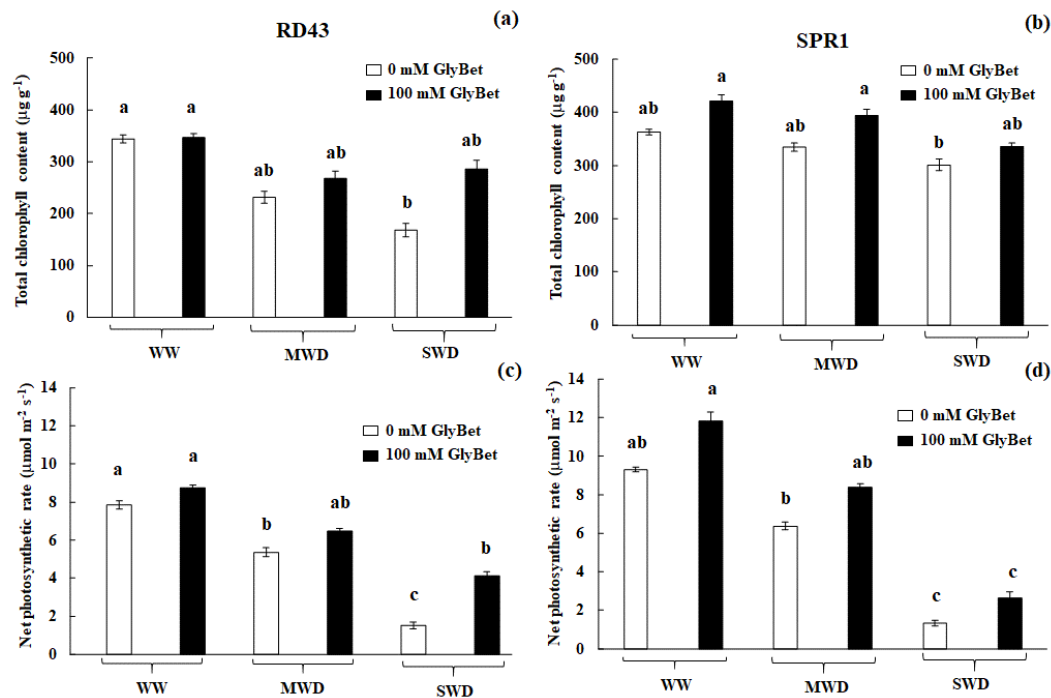 (a)
RD43
Total chlorophyll content (µg g⁻¹)
500
400
300
200
100
0
0 mM GlyBet
100 mM GlyBet
a a ab ab b ab
WW MWD SWD
(b)
SPR1
Total chlorophyll content (µg g⁻¹)
500
400
300
200
100
0
0 mM GlyBet
100 mM GlyBet
ab a ab a b ab
WW MWD SWD
(c)
Net photosynthetic rate (µmol m⁻² s⁻¹)
14
12
10
8
6
4
2
0
0 mM GlyBet
100 mM GlyBet
a a b ab c b
WW MWD SWD
(d)
Net photosynthetic rate (µmol m⁻² s⁻¹)
14
12
10
8
6
4
2
0
0 mM GlyBet
100 mM GlyBet
ab a b ab c c
WW MWD SWD